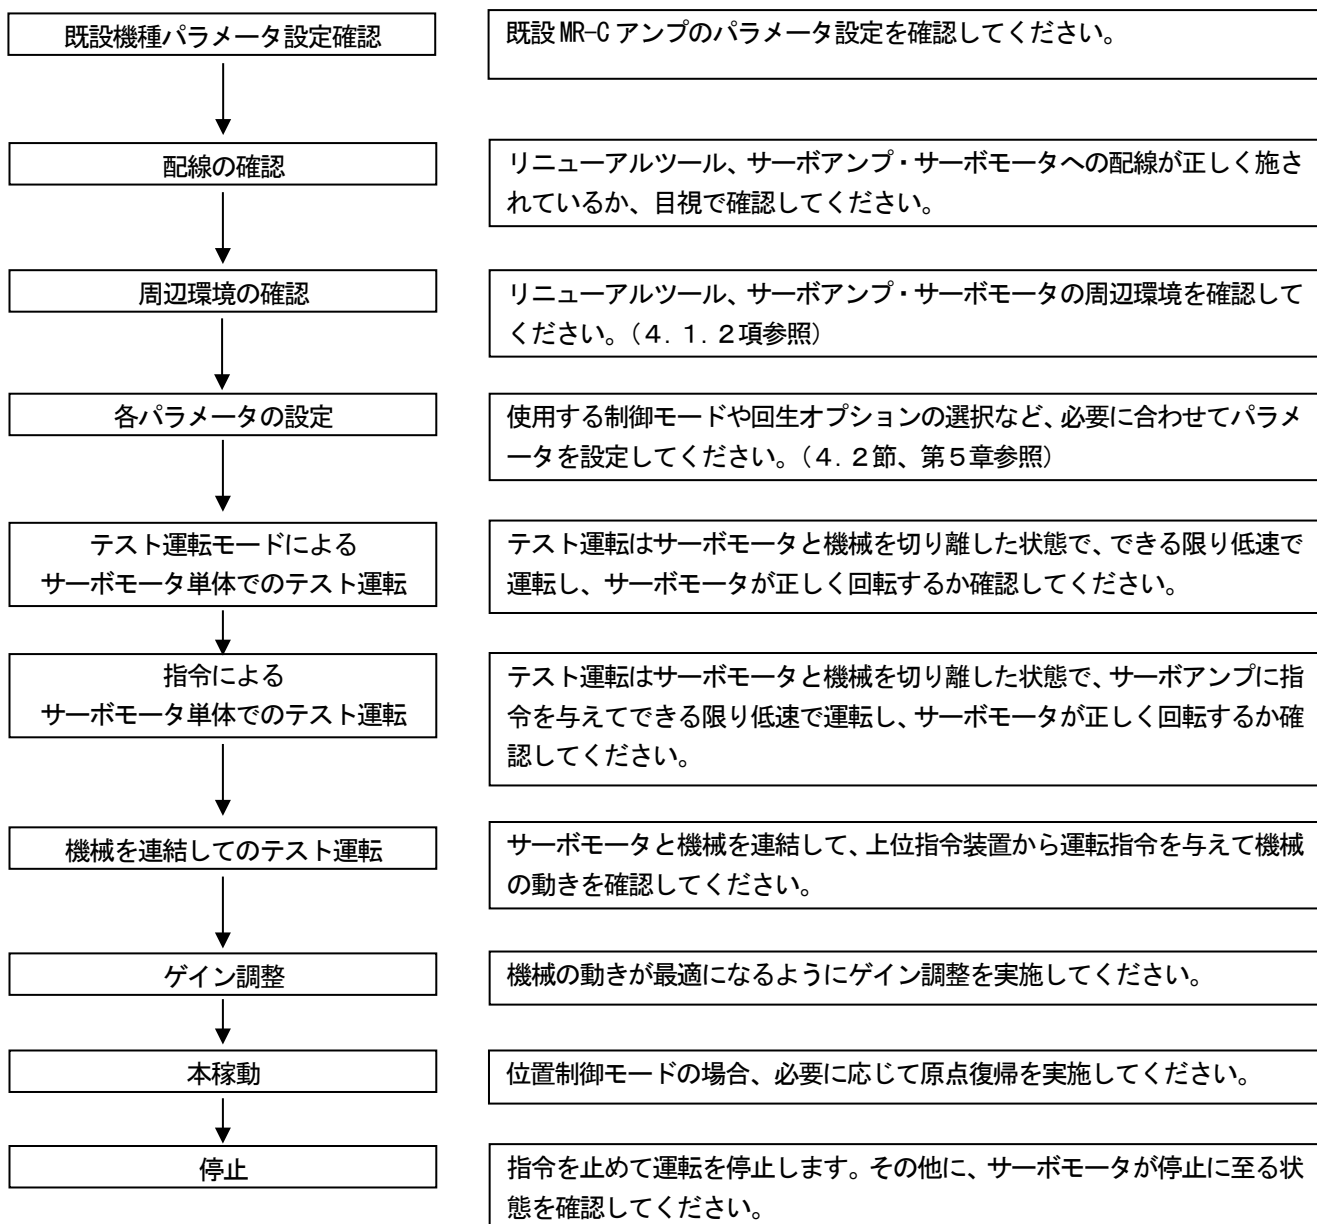 既設機種パラメータ設定確認
既設 MR-C アンプのパラメータ設定を確認してください。
配線の確認
リニューアルツール、サーボアンプ・サーボモータへの配線が正しく施さ
れているか、目視で確認してください。
周辺環境の確認
リニューアルツール、サーボアンプ・サーボモータの周辺環境を確認して
ください。（４．１．２項参照）
各パラメータの設定
使用する制御モードや回生オプションの選択など、必要に合わせてパラメ
ータを設定してください。（４．２節、第５章参照）
テスト運転モードによる
サーボモータ単体でのテスト運転
テスト運転はサーボモータと機械を切り離した状態で、できる限り低速で
運転し、サーボモータが正しく回転するか確認してください。
指令による
サーボモータ単体でのテスト運転
テスト運転はサーボモータと機械を切り離した状態で、サーボアンプに指
令を与えてできる限り低速で運転し、サーボモータが正しく回転するか確
認してください。
機械を連結してのテスト運転
サーボモータと機械を連結して、上位指令装置から運転指令を与えて機械
の動きを確認してください。
ゲイン調整
機械の動きが最適になるようにゲイン調整を実施してください。
本稼動
位置制御モードの場合、必要に応じて原点復帰を実施してください。
停止
指令を止めて運転を停止します。その他に、サーボモータが停止に至る状
態を確認してください。